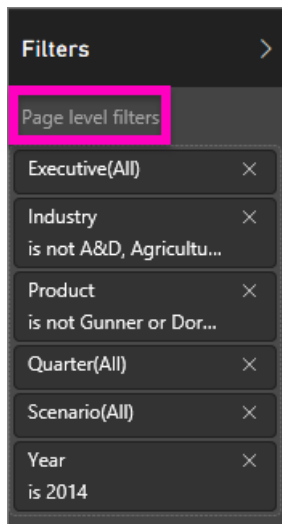 Filters
Page level filters
Executive(All)
Industry
is not A&D, Agricultu...
Product
is not Gunner or Dor...
Quarter(All)
Scenario(All)
Year
is 2014